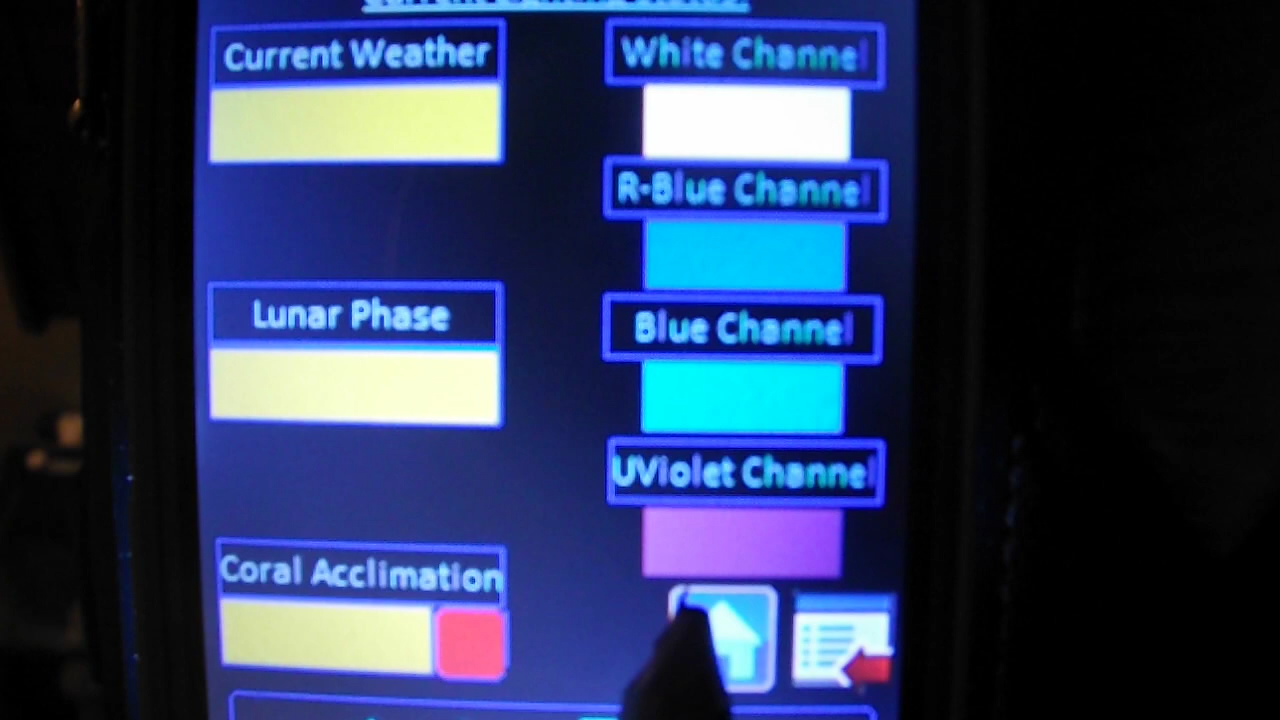 Current Weather
Lunar Phase
Coral Acclimation
White Channel
R-Blue Channel
Blue Channel
UViolet Channel